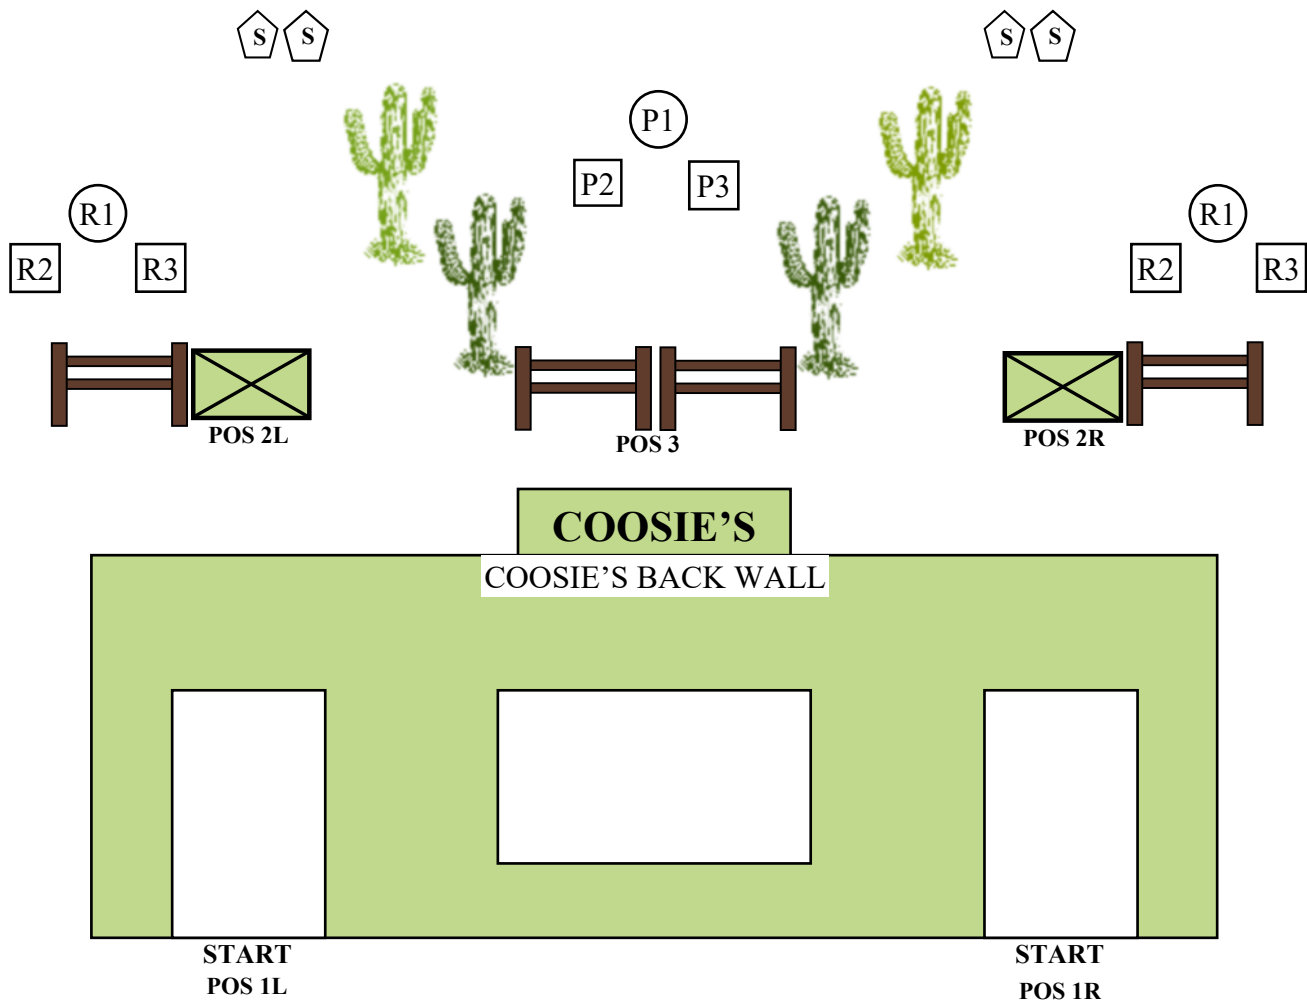 S S S S
P1
P2 P3
R1 R1
R2 R3 R2 R3
POS 2L POS 3 POS 2R
COOSIE’S
COOSIE’S BACK WALL
START START
POS 1L POS 1R